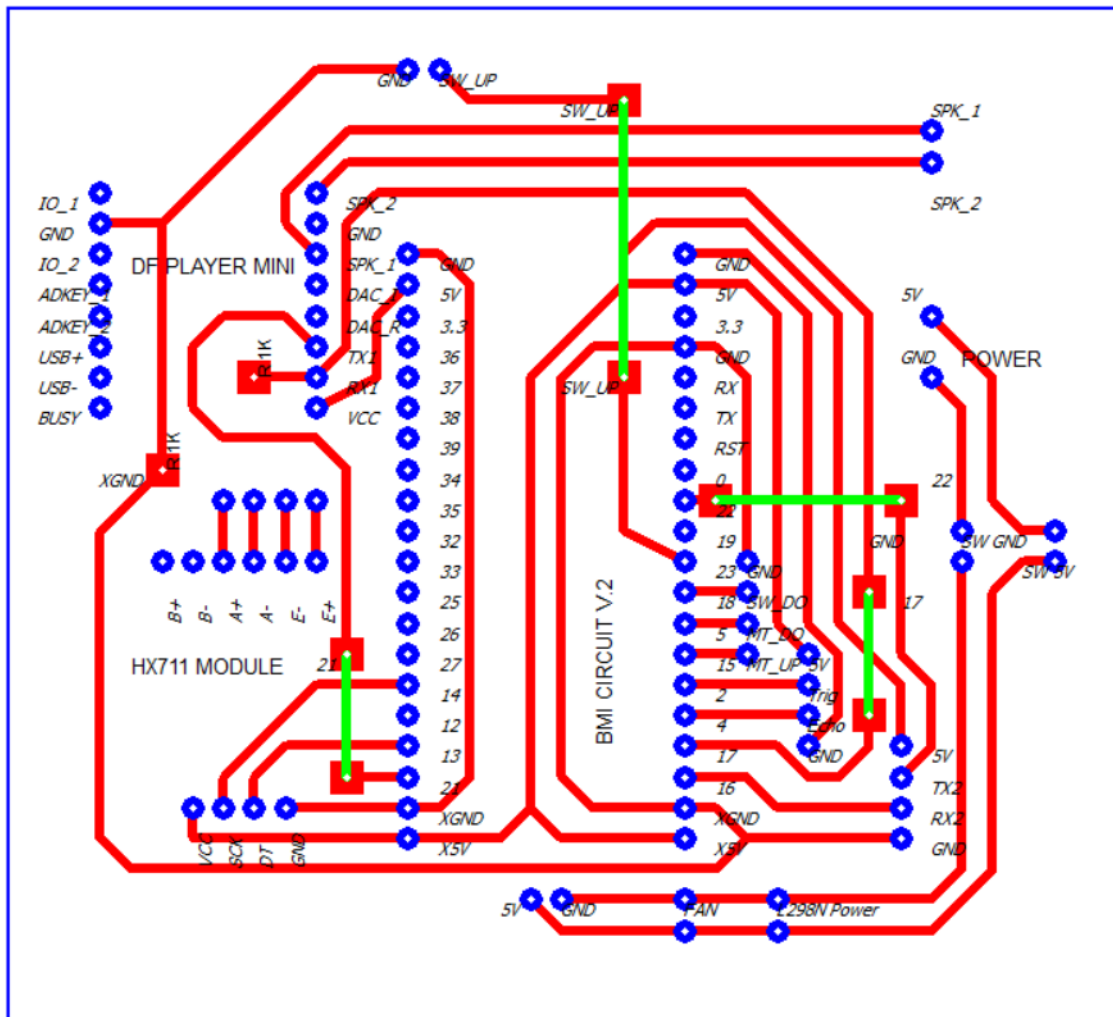 GND
SW_UP
SW_UP
SPK_1
IO_1
SPK_2
SPK_2
GND
GND
IO_2
DF PLAYER MINI
SPK_1
GND
GND
ADKEY_1
DAC_I
5V
5V
5V
ADKEY_2
DAC_R
3.3
3.3
R1K
USB+
TX1
36
GND
GND
POWER
USB-
RX1
37
SW_UP
RX
BUSY
VCC
38
TX
39
RST
R1K
XGND
34
0
22
35
22
32
19
GND
SW GND
33
23
GND
SW 5V
B+
B-
A+
A-
E-
E+
25
18
SW_DO
17
26
5
MT_DO
HX711 MODULE
21
27
15
MT_UP
5V
14
2
Trig
BMI CIRCUIT V.2
12
4
Echo
13
17
GND
5V
21
16
TX2
XGND
XGND
RX2
VCC
SCK
DT
GND
X5V
X5V
GND
5V
GND
FAN
L298N Power